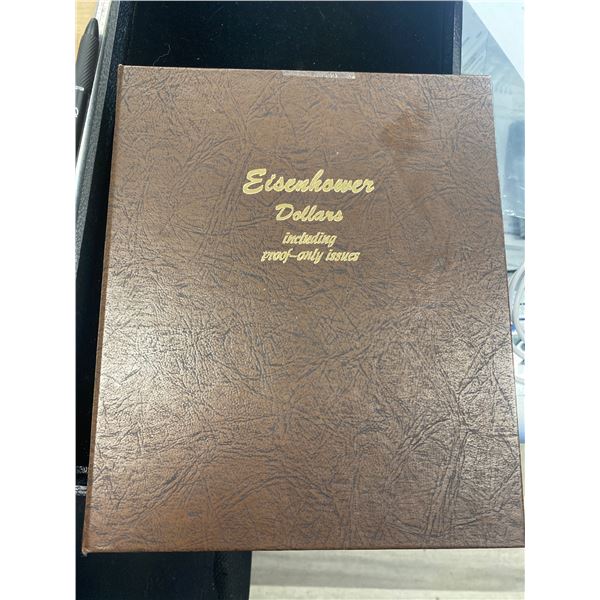 Eisenhower
Dollars
including
proof-only issues